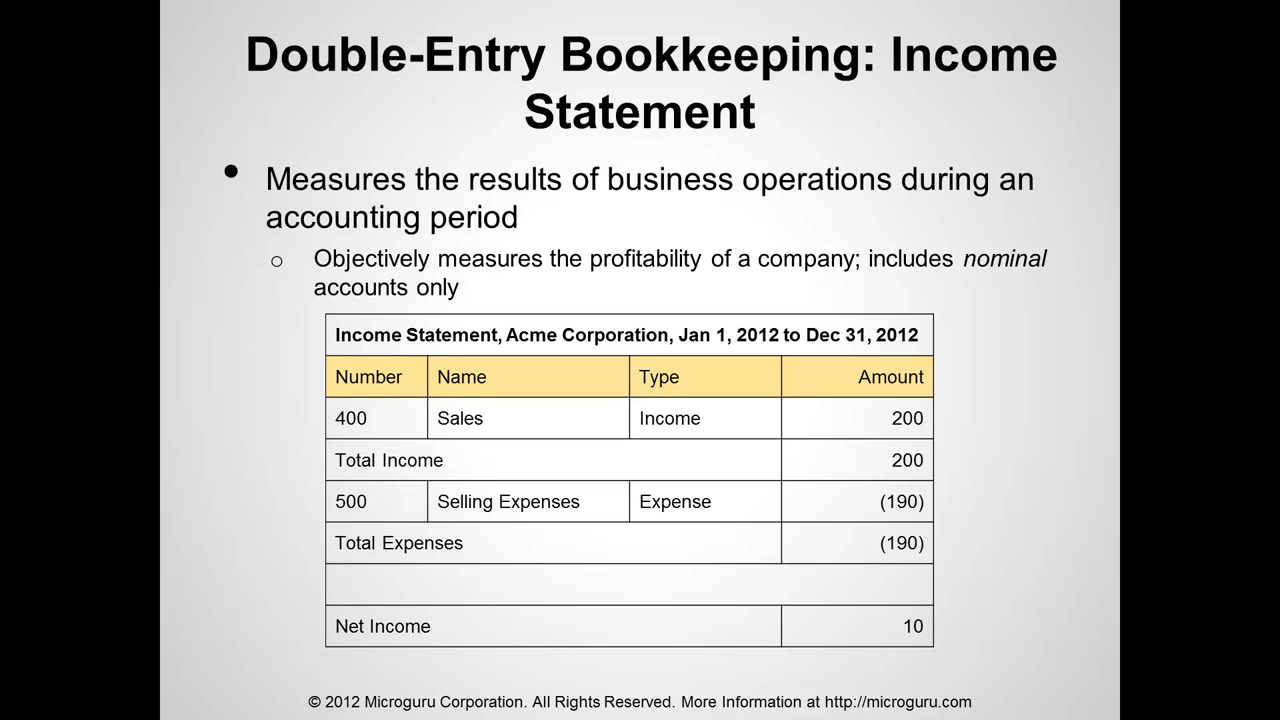 Double-Entry Bookkeeping: Income
Statement
• Measures the results of business operations during an
accounting period
o Objectively measures the profitability of a company; includes nominal
accounts only
Income Statement, Acme Corporation, Jan 1, 2012 to Dec 31, 2012
Number Name Type Amount
400 Sales Income 200
Total Income 200
500 Selling Expenses Expense (190)
Total Expenses (190)
Net Income 10
© 2012 Microguru Corporation. All Rights Reserved. More Information at http://microguru.com